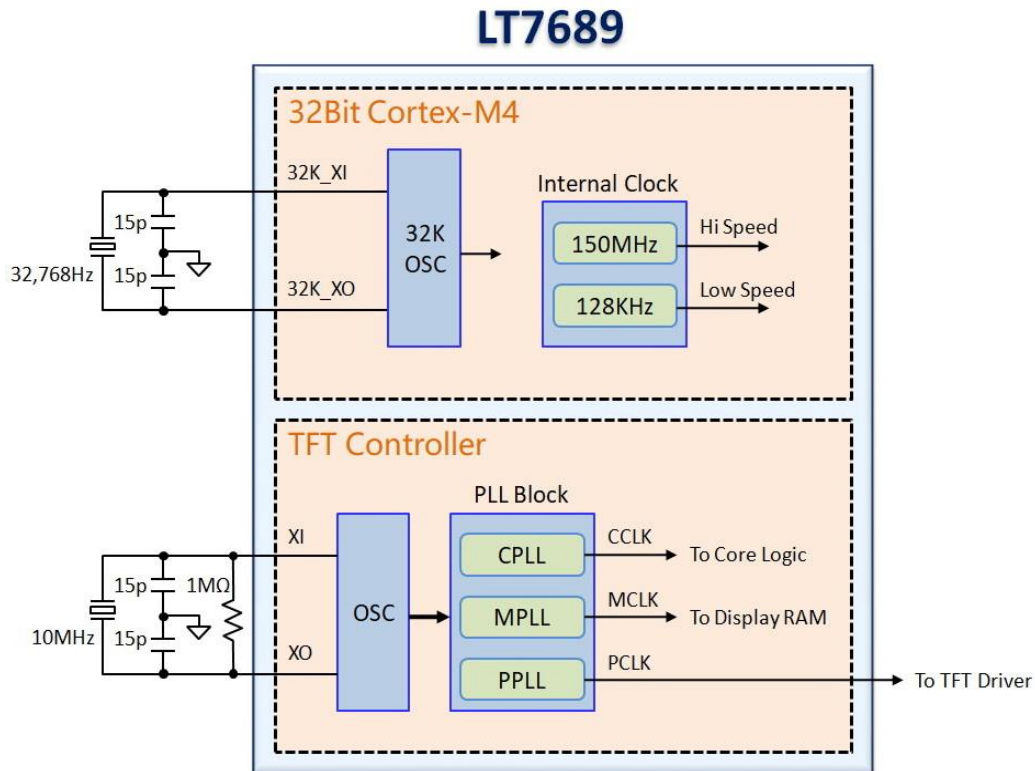 LT7689
32Bit Cortex-M4
32K_XI
15p
32,768Hz
15p
32K_XO
32K
OSC
Internal Clock
150MHz
Hi Speed
128KHz
Low Speed
TFT Controller
PLL Block
XI
15p
1MΩ
10MHz
15p
XO
OSC
CPLL
CCLK
To Core Logic
MPLL
MCLK
To Display RAM
PPLL
PCLK
To TFT Driver